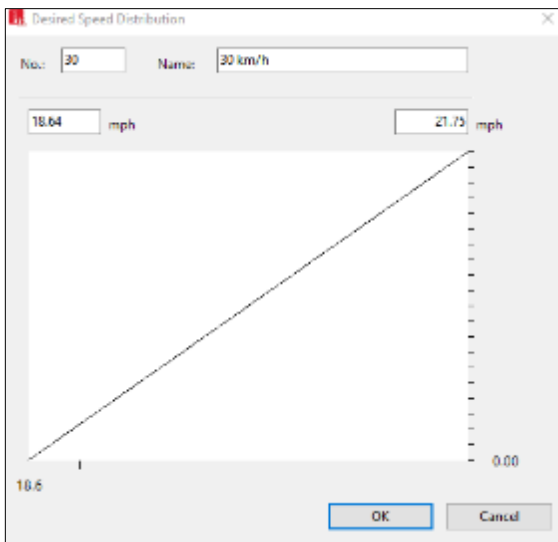 Desired Speed Distribution
No.: 30 Name: 30 km/h
18.64 mph 21.75 mph
0.00
18.6
OK Cancel